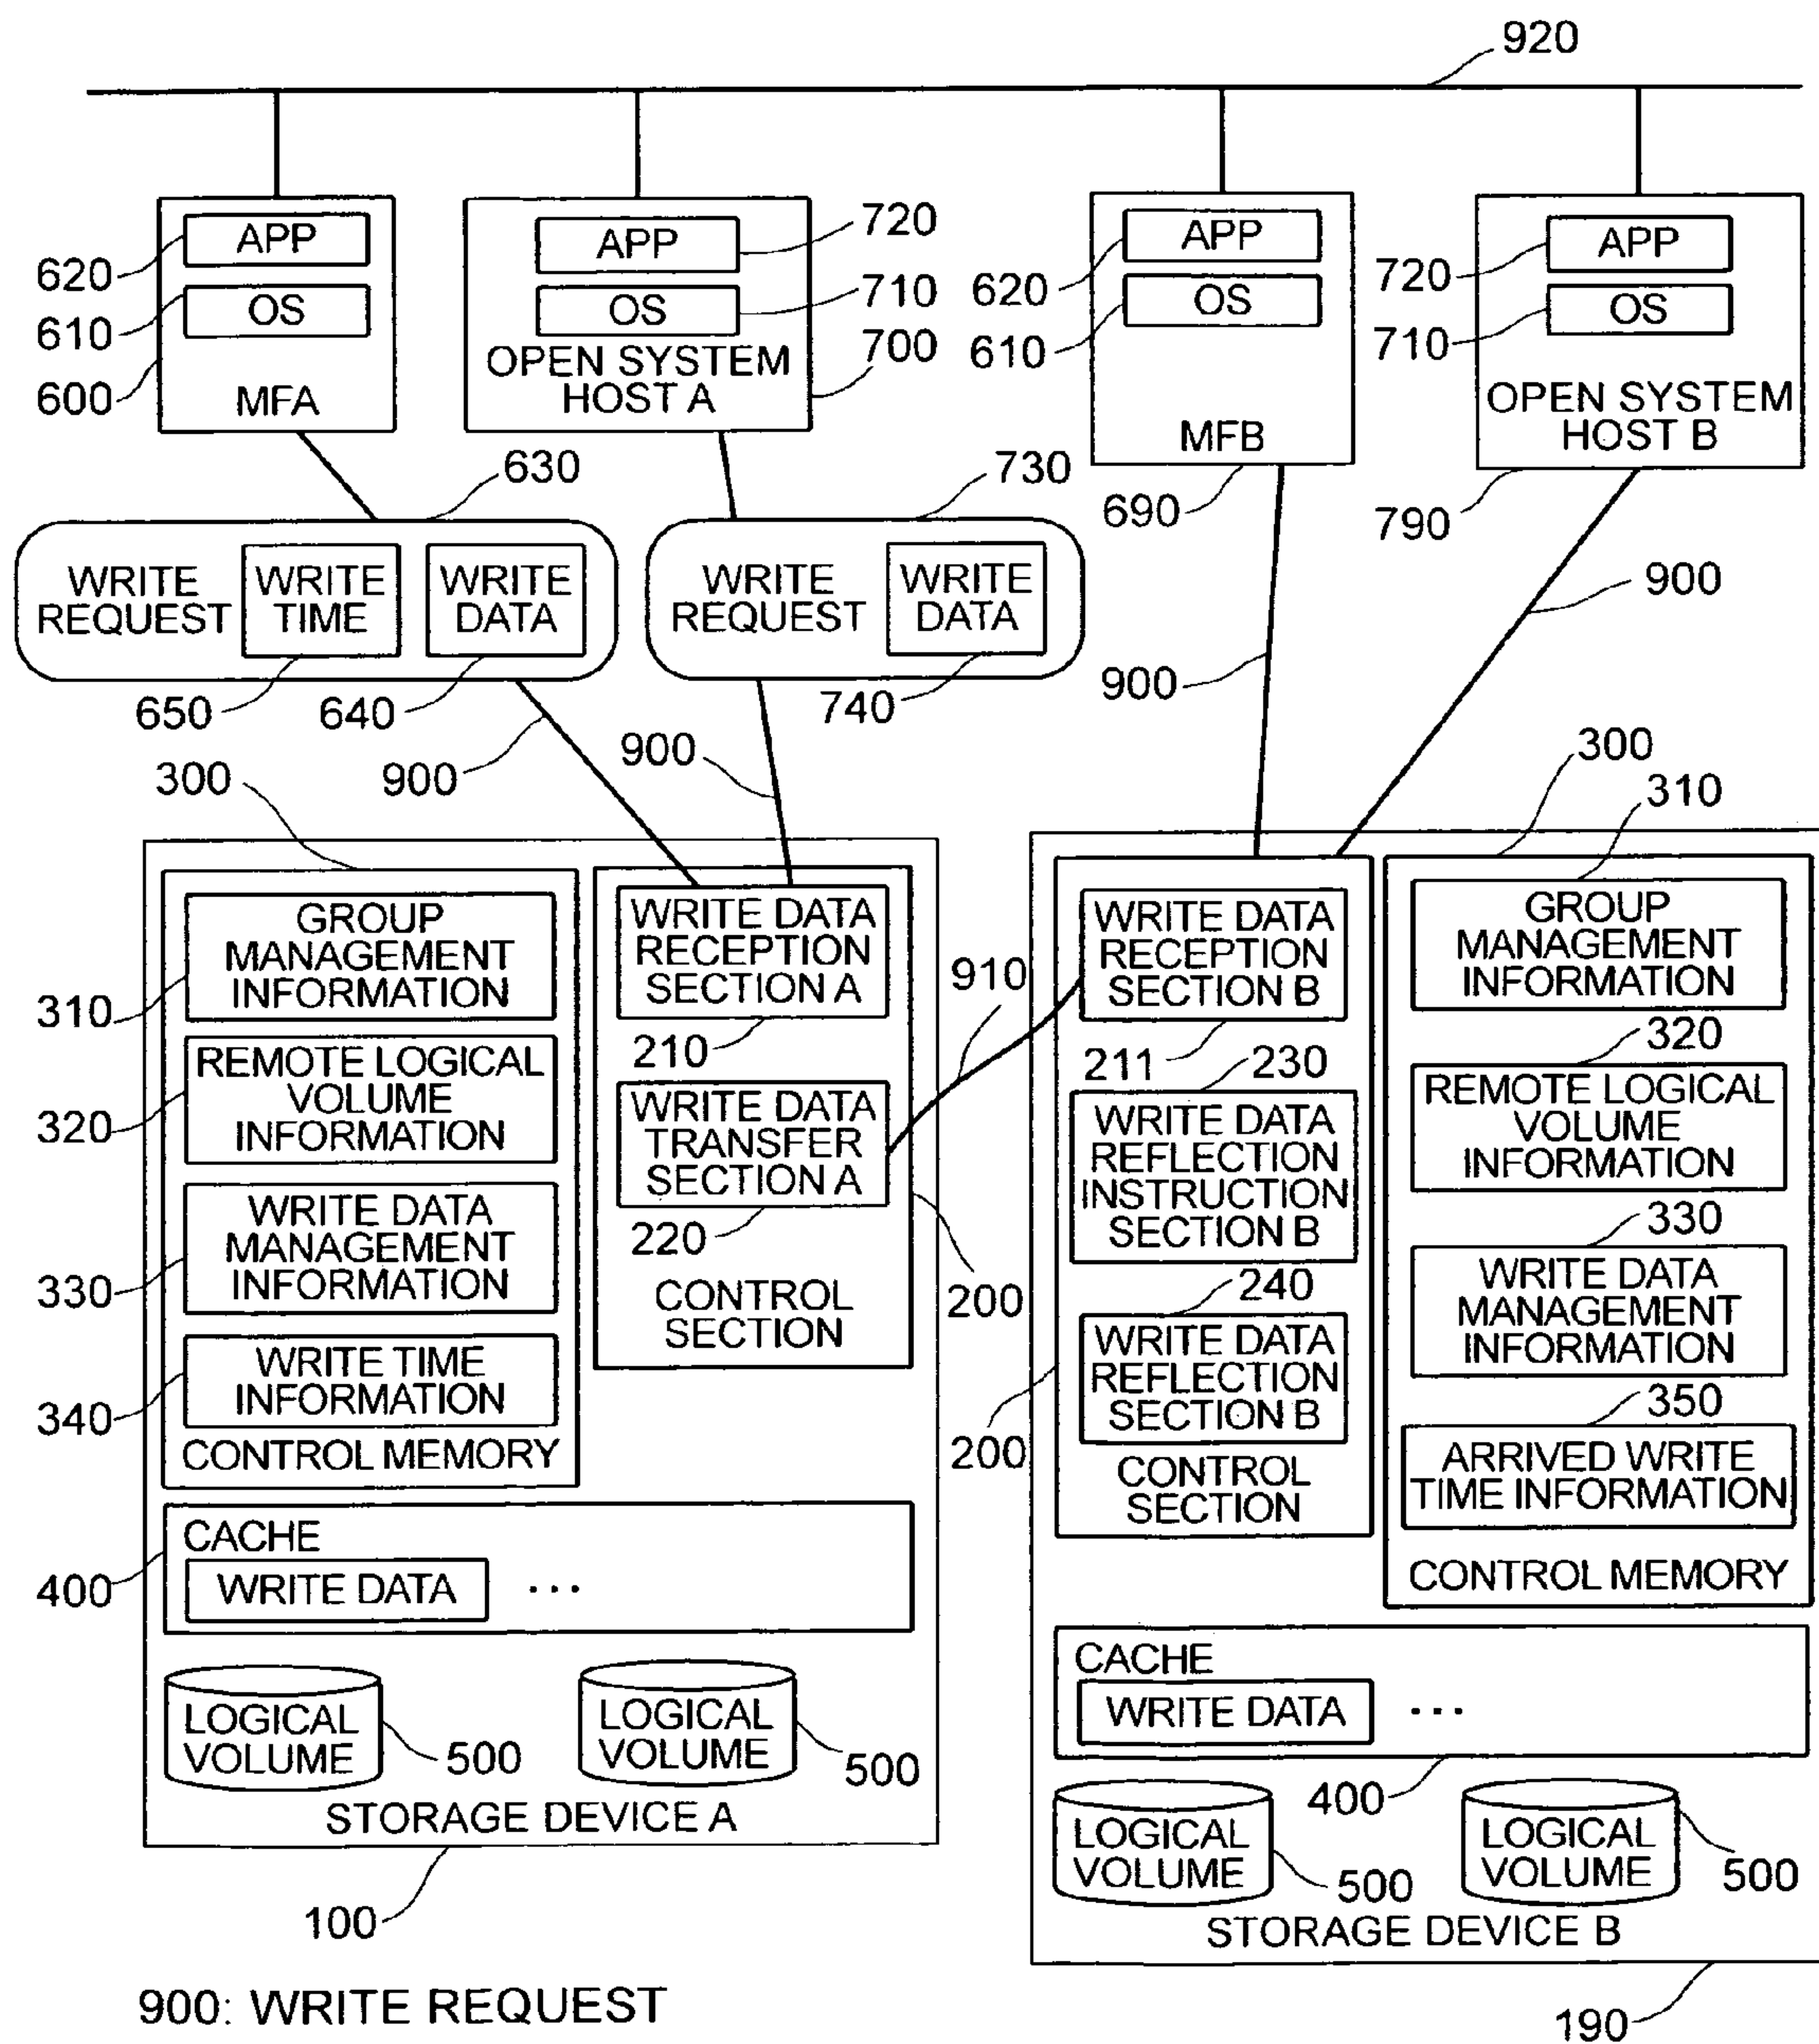 920
APP
620
OS
610
600
MFA
APP
720
OS
710
OPEN SYSTEM
HOST A
700
APP
620
OS
610
MFB
690
APP
720
OS
710
OPEN SYSTEM
HOST B
790
630
WRITE
REQUEST
WRITE
TIME
WRITE
DATA
650
640
730
WRITE
REQUEST
WRITE
DATA
740
900
900
900
900
300
GROUP
MANAGEMENT
INFORMATION
310
REMOTE LOGICAL
VOLUME
INFORMATION
320
WRITE DATA
MANAGEMENT
INFORMATION
330
WRITE TIME
INFORMATION
340
CONTROL MEMORY
WRITE DATA
RECEPTION
SECTION A
210
WRITE DATA
TRANSFER
SECTION A
220
CONTROL
SECTION
200
910
CACHE
WRITE DATA
...
400
LOGICAL
VOLUME
500
LOGICAL
VOLUME
500
STORAGE DEVICE A
100
WRITE DATA
RECEPTION
SECTION B
211
230
WRITE DATA
REFLECTION
INSTRUCTION
SECTION B
240
WRITE DATA
REFLECTION
SECTION B
200
CONTROL
SECTION
300
310
GROUP
MANAGEMENT
INFORMATION
320
REMOTE LOGICAL
VOLUME
INFORMATION
330
WRITE DATA
MANAGEMENT
INFORMATION
350
ARRIVED WRITE
TIME INFORMATION
CONTROL MEMORY
CACHE
WRITE DATA
...
400
LOGICAL
VOLUME
500
LOGICAL
VOLUME
500
STORAGE DEVICE B
190
900: WRITE REQUEST